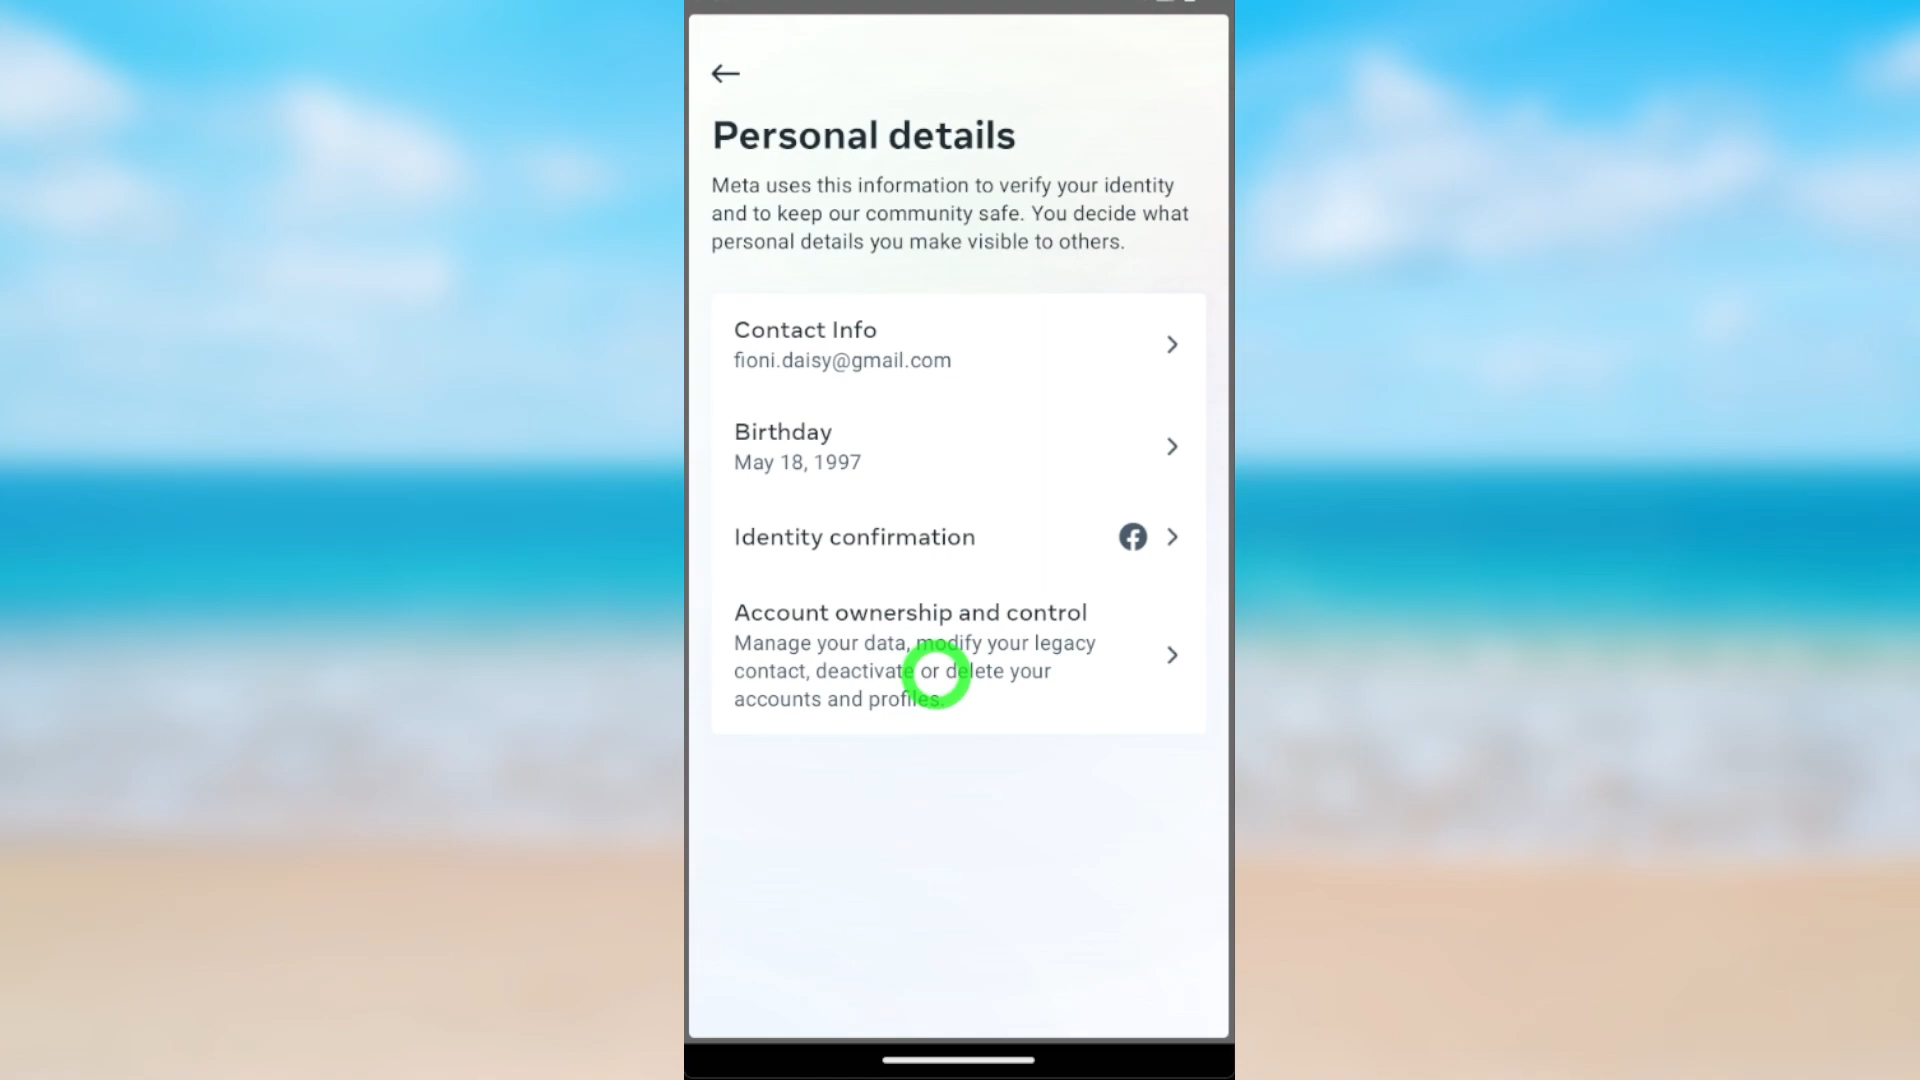 Personal details
Meta uses this information to verify your identity
and to keep our community safe. You decide what
personal details you make visible to others.
Contact Info
fioni.daisy@gmail.com
Birthday
May 18, 1997
Identity confirmation
Account ownership and control
Manage your data, modify your legacy
contact, deactivate or delete your
accounts and profiles.